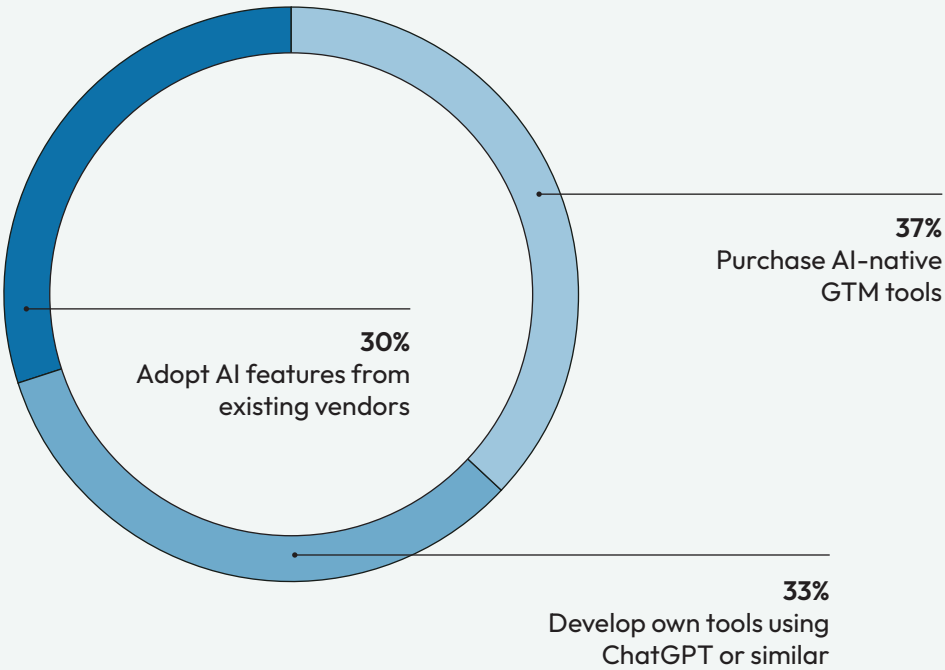 37%
Purchase AI-native
GTM tools
30%
Adopt AI features from
existing vendors
33%
Develop own tools using
ChatGPT or similar